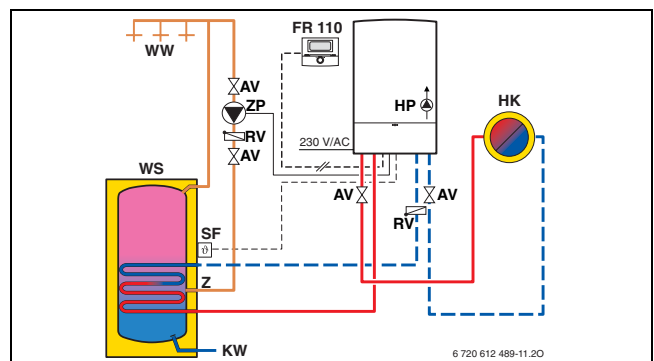 FR 110
WW
AV
ZP
HP
HK
RV
230 V/AC
AV
WS
AV
AV
RV
SF
ϑ
Z
KW
6 720 612 489-11.2O